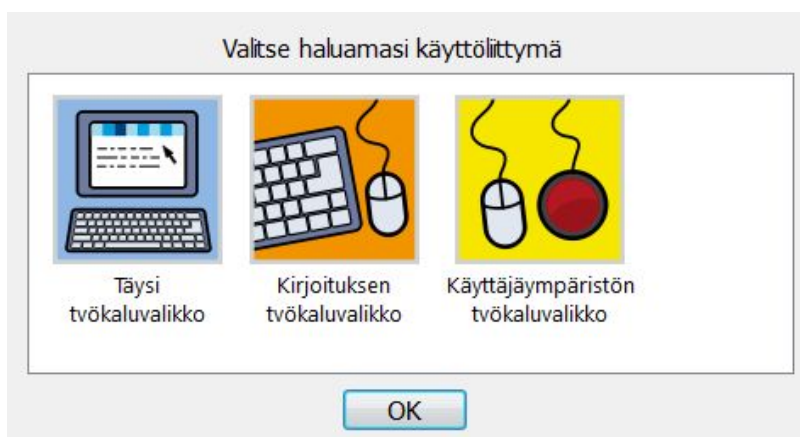 Valitse haluamasi käyttöliittymä
Täysi
työkaluvalikko
Kirjoituksen
työkaluvalikko
Käyttäjäympäristön
työkaluvalikko
OK